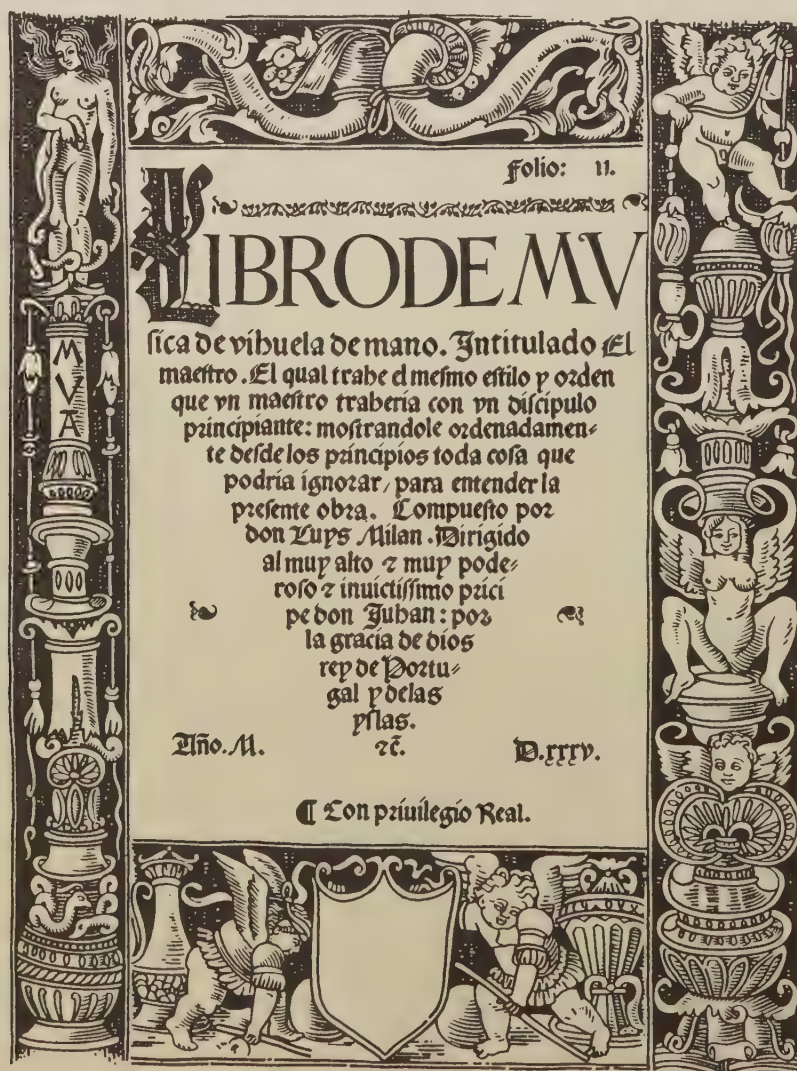 Folio: II.
LIBRO DE MV
sica de vihuela de mano. Intitulado El
maestro. El qual trahe el mesmo estilo y orden
que vn maestro traheria con vn discipulo
principiante: mostrandole ordenadamen-
te desde los principios toda cosa que
podria ignorar, para entender la
presente obra. Compuesto por
don Luys Milan. Dirigido
al muy alto ⁊ muy pode-
roso ⁊ inuictissimo prici
pe don Juhan: por
la gracia de dios
rey de Portu-
gal y delas
yslas.
Año. M. ⁊c̃. D.xxxv.
¶ Con priuilegio Real.
MVA